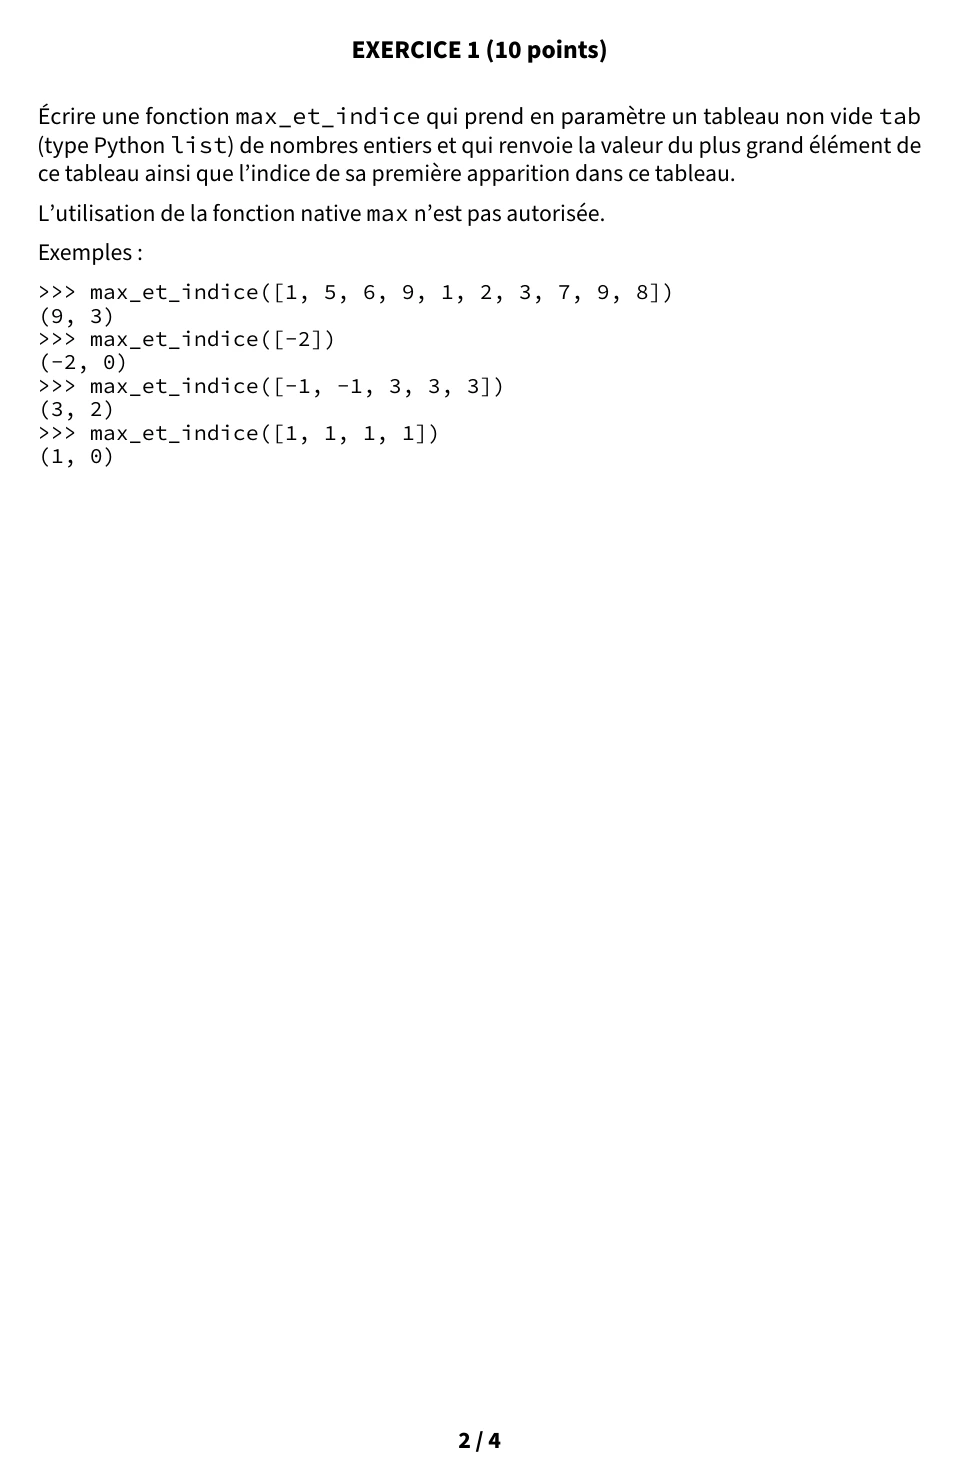 EXERCICE 1 (10 points)
Écrire une fonction max_et_indice qui prend en paramètre un tableau non vide tab
(type Python list) de nombres entiers et qui renvoie la valeur du plus grand élément de
ce tableau ainsi que l’indice de sa première apparition dans ce tableau.
L’utilisation de la fonction native max n’est pas autorisée.
Exemples :
>>> max_et_indice([1, 5, 6, 9, 1, 2, 3, 7, 9, 8])
(9, 3)
>>> max_et_indice([-2])
(-2, 0)
>>> max_et_indice([-1, -1, 3, 3, 3])
(3, 2)
>>> max_et_indice([1, 1, 1, 1])
(1, 0)
2 / 4